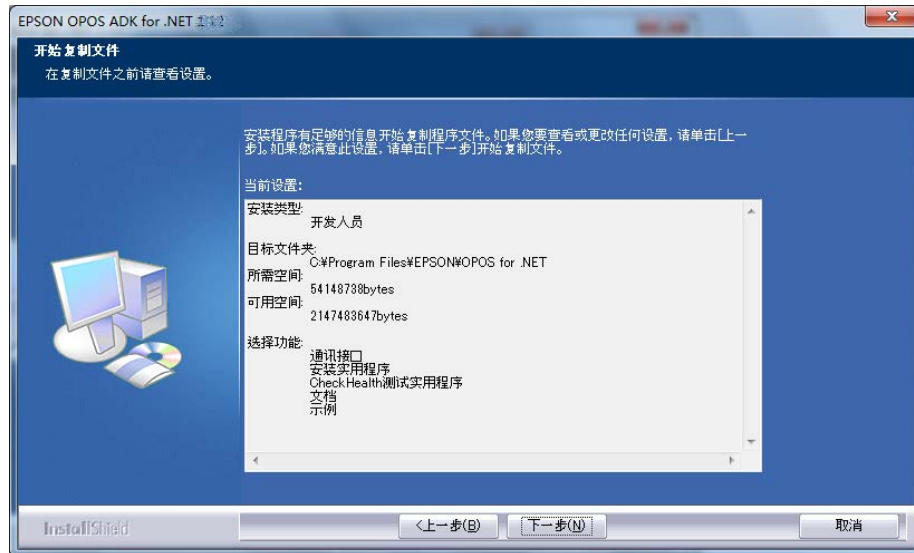 EPSON OPOS ADK for .NET
开始复制文件
在复制文件之前请查看设置。
安装程序有足够的信息开始复制程序文件。如果您要查看或更改任何设置，请单击[上一
步]。如果您满意此设置，请单击[下一步]开始复制文件。
当前设置:
安装类型:
开发人员
目标文件夹:
C:¥Program Files¥EPSON¥OPOS for .NET
所需空间:
54148738bytes
可用空间:
2147483647bytes
选择功能:
通讯接口
安装实用程序
CheckHealth测试实用程序
文档
示例
InstallShield
<上一步(B)
下一步(N)
取消